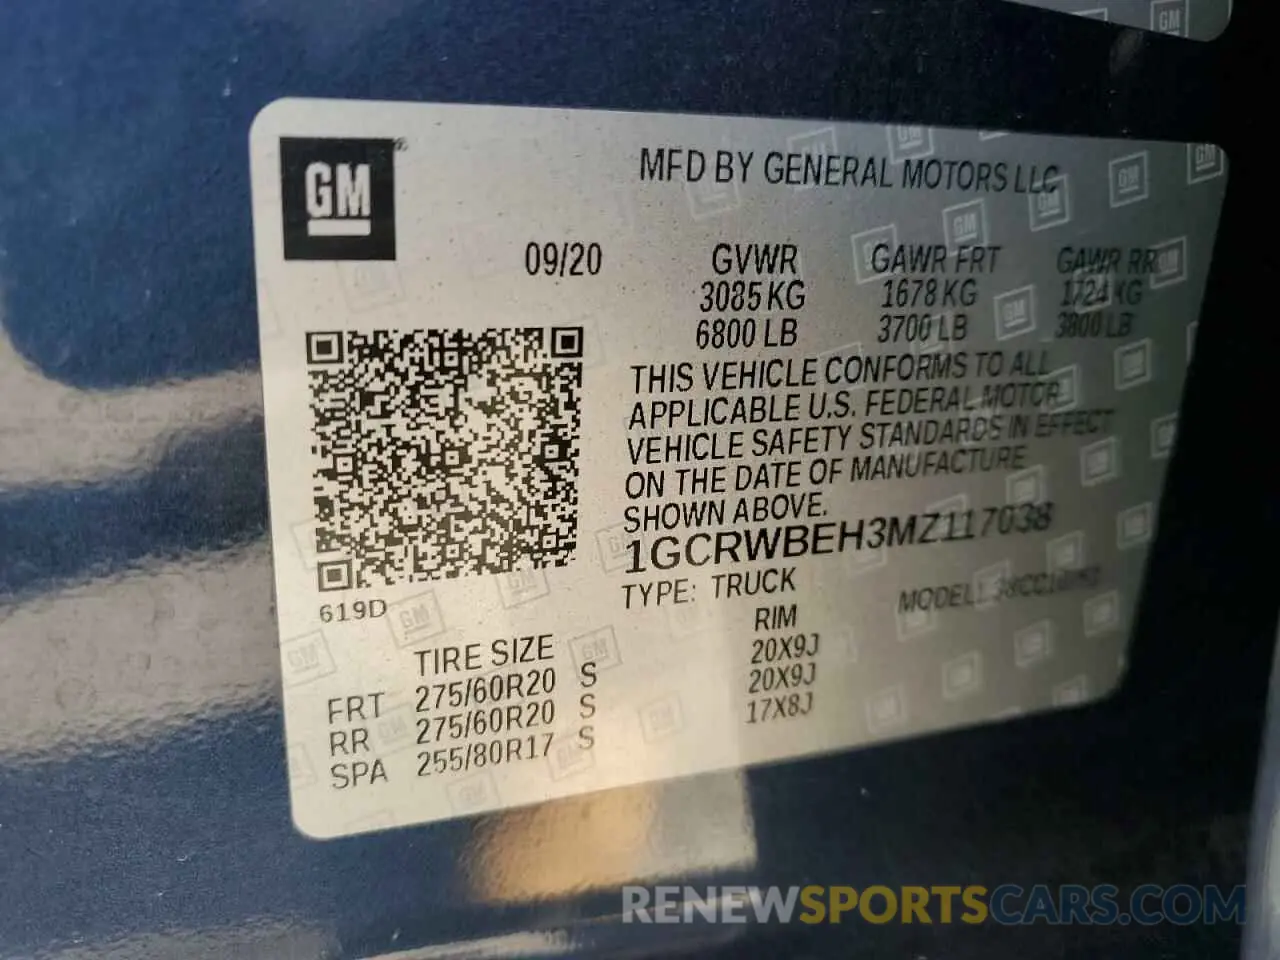 GM
MFD BY GENERAL MOTORS LLC
09/20 GVWR GAWR FRT GAWR RR
3085 KG 1678 KG 1724 KG
6800 LB 3700 LB 3800 LB
THIS VEHICLE CONFORMS TO ALL
APPLICABLE U.S. FEDERAL MOTOR
VEHICLE SAFETY STANDARDS IN EFFECT
ON THE DATE OF MANUFACTURE
SHOWN ABOVE.
1GCRWBEH3MZ117038
619D
TYPE: TRUCK MODEL:
TIRE SIZE RIM
FRT 275/60R20 S 20X9J
RR 275/60R20 S 20X9J
SPA 255/80R17 S 17X8J
RENEWSPORTSCARS.COM